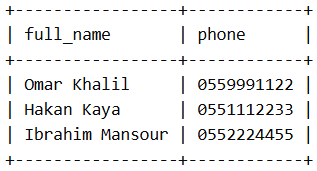 +-----------------+------------+
| full_name       | phone      |
+-----------------+------------+
| Omar Khalil     | 0559991122 |
| Hakan Kaya      | 0551112233 |
| Ibrahim Mansour | 0552224455 |
+-----------------+------------+